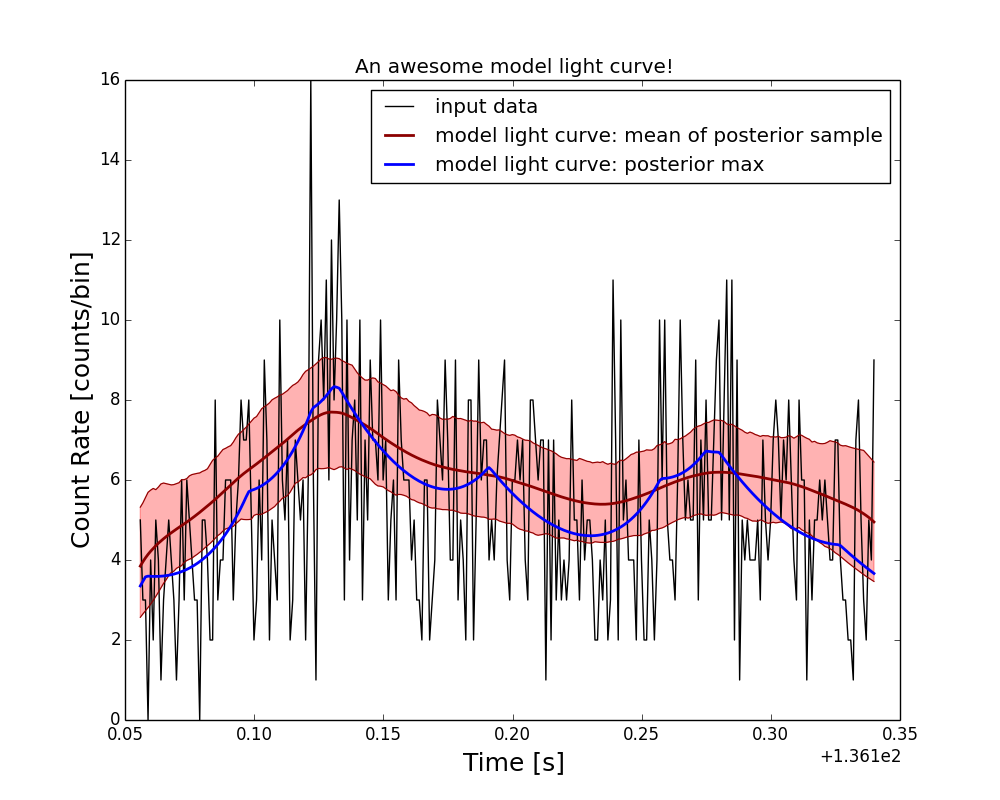 An awesome model light curve!
input data
model light curve: mean of posterior sample
model light curve: posterior max
Count Rate [counts/bin]
16
14
12
10
8
6
4
2
0
0.05 0.10 0.15 0.20 0.25 0.30 0.35
+1.361e2
Time [s]